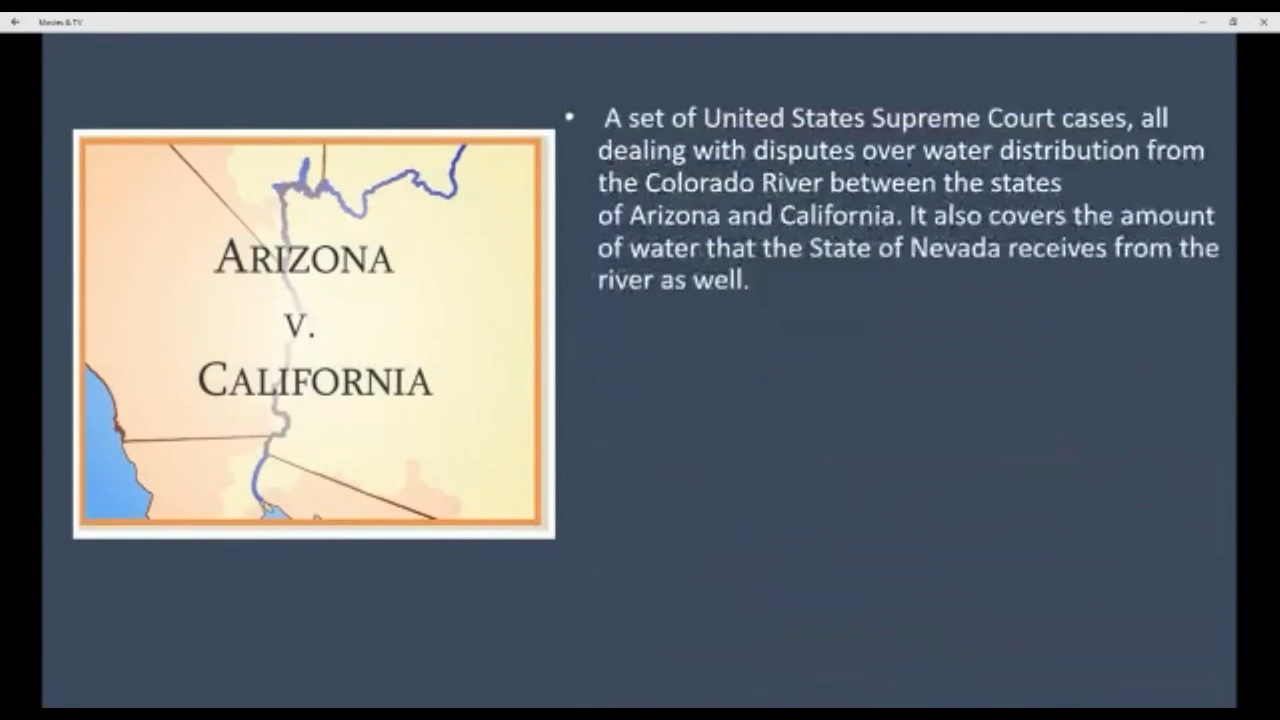 Movies & TV
ARIZONA
V.
CALIFORNIA
• A set of United States Supreme Court cases, all
dealing with disputes over water distribution from
the Colorado River between the states
of Arizona and California. It also covers the amount
of water that the State of Nevada receives from the
river as well.